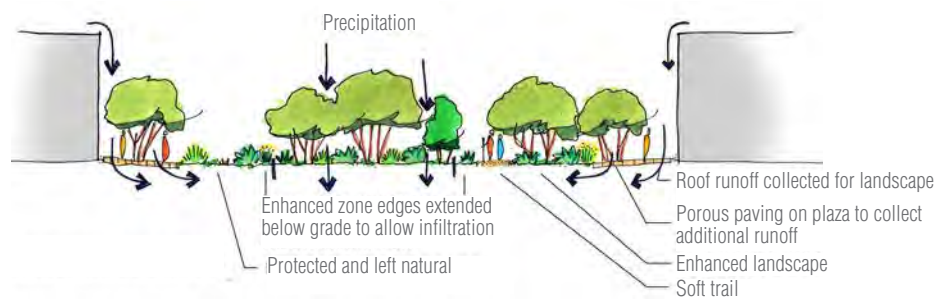 Precipitation
Enhanced zone edges extended
below grade to allow infiltration
Protected and left natural
Roof runoff collected for landscape
Porous paving on plaza to collect
additional runoff
Enhanced landscape
Soft trail